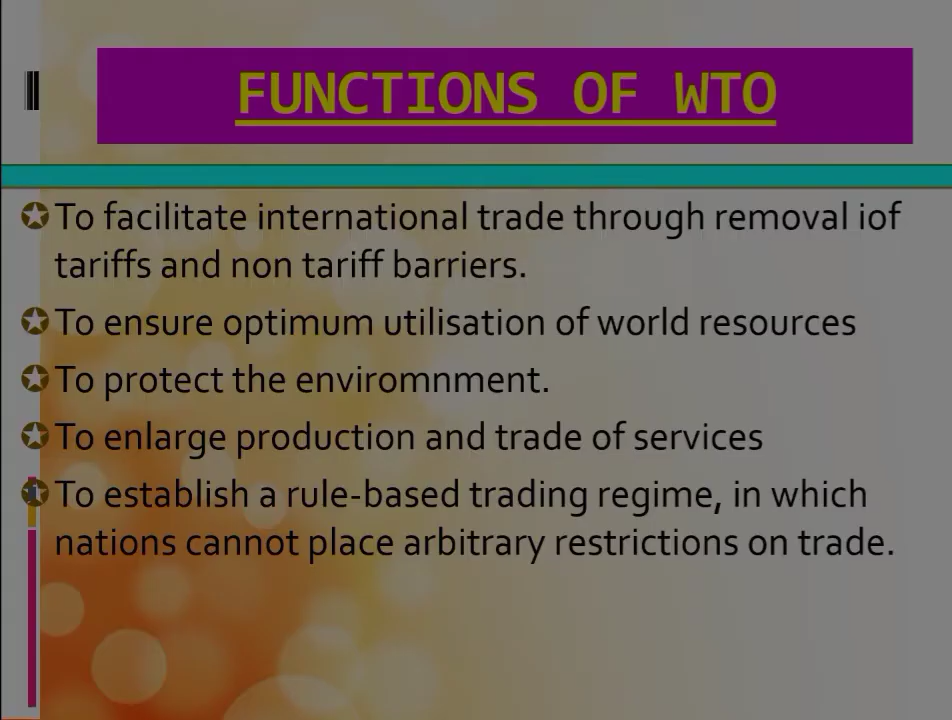 FUNCTIONS OF WTO
To facilitate international trade through removal iof
tariffs and non tariff barriers.
To ensure optimum utilisation of world resources
To protect the enviromnment.
To enlarge production and trade of services
To establish a rule-based trading regime, in which
nations cannot place arbitrary restrictions on trade.